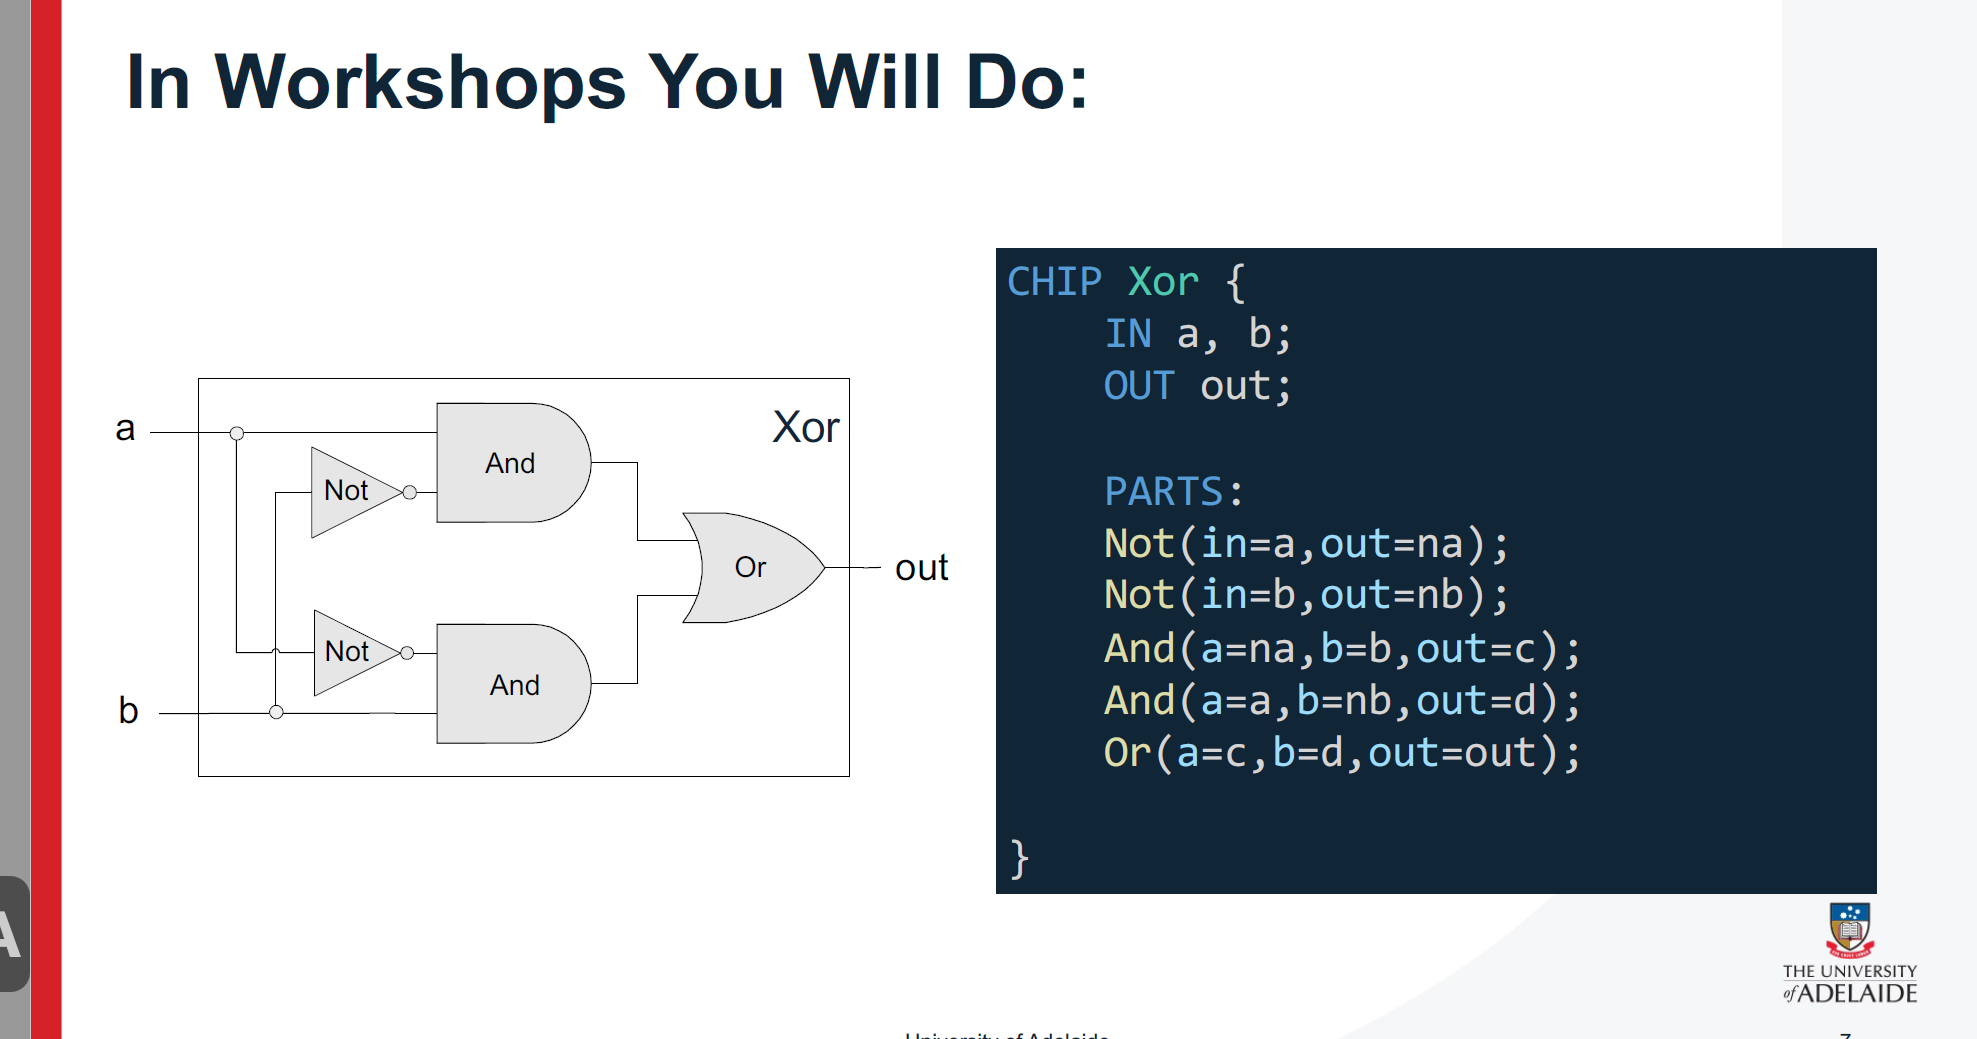 In Workshops You Will Do:
a
b
Not
Not
And
And
Or
Xor
out
CHIP Xor {
    IN a, b;
    OUT out;
    PARTS:
    Not(in=a,out=na);
    Not(in=b,out=nb);
    And(a=na,b=b,out=c);
    And(a=a,b=nb,out=d);
    Or(a=c,b=d,out=out);
}
THE UNIVERSITY
of ADELAIDE
University of Adelaide
7
A